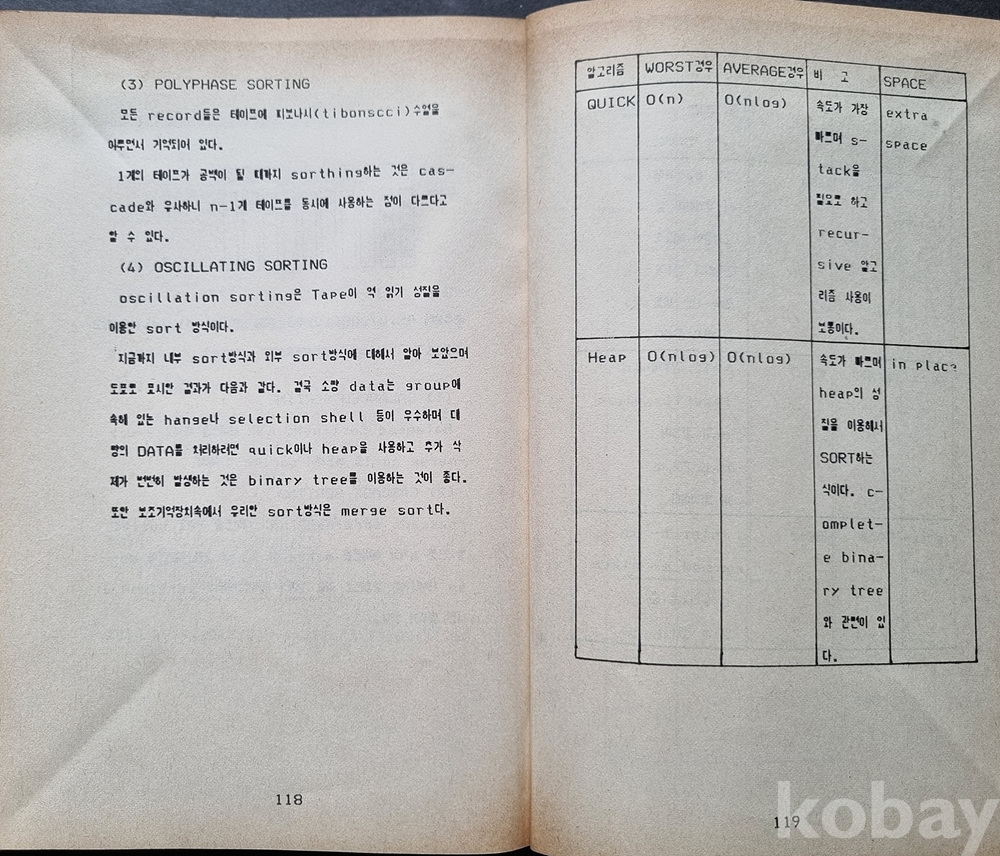 (3) POLYPHASE SORTING
모든 record들은 테이프에 피보나시(tibonscci)수열을
이루면서 기억되어 있다.
1개의 테이프가 공백이 될 때까지 sorthing하는 것은 cas-
cade와 유사하니 n-1개 테이프를 동시에 사용하는 점이 다르다고
할 수 있다.
(4) OSCILLATING SORTING
oscillation sorting은 Tape이 역 읽기 성질을
이용한 sort 방식이다.
지금까지 내부 sort방식과 외부 sort방식에 대해서 알아 보았으며
도포로 표시한 결과가 다음과 같다. 결국 소량 data는 group에
속해 있는 hange나 selection shell 등이 우수하며 대
량의 DATA를 처리하려면 quick이나 heap을 사용하고 추가 삭
제가 번번히 발생하는 것은 binary tree를 이용하는 것이 좋다.
또한 보조기억장치속에서 우리한 sort방식은 merge sort다.
118
알고리즘 WORST경우 AVERAGE경우 비 고 SPACE
QUICK O(n) O(nlog) 속도가 가장 extra
빠르며 s- space
tack을
필요로 하고
recur-
sive 알고
리즘 사용이
보통이다.
Heap O(nlog) O(nlog) 속도가 빠르며 in plac?
heap의 성
질을 이용해서
SORT하는
식이다. c-
omplet-
e bina-
ry tree
와 관련이 있
다.
119
kobay